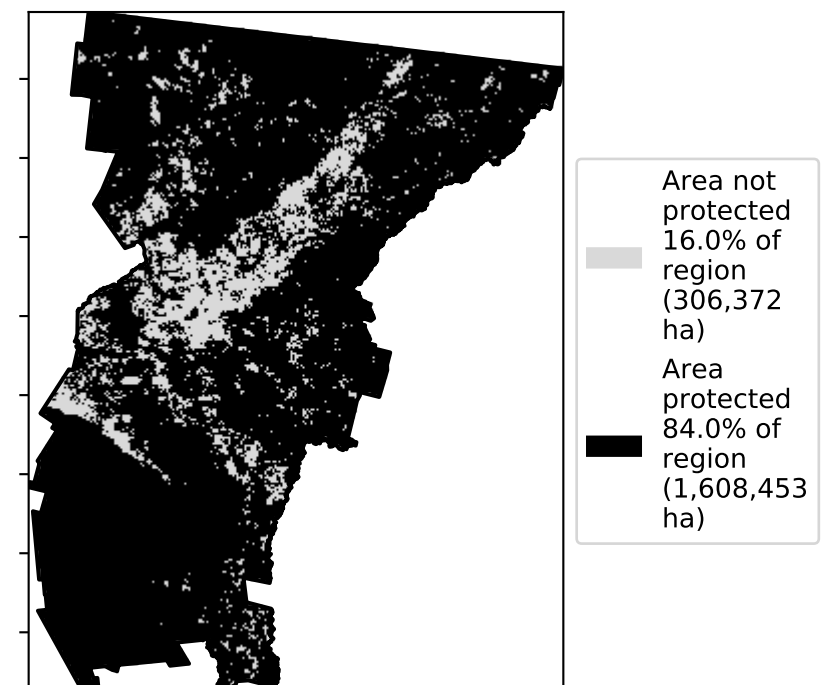 Area not
protected
16.0% of
region
(306,372
ha)
Area
protected
84.0% of
region
(1,608,453
ha)